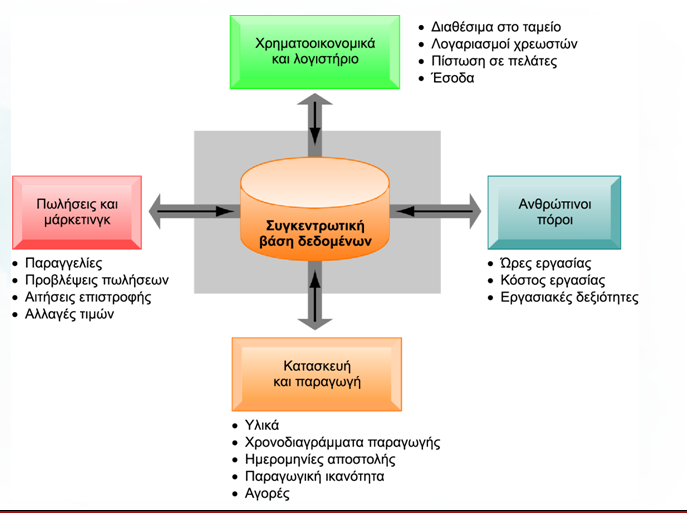 Χρηματοοικονομικά
και λογιστήριο
• Διαθέσιμα στο ταμείο
• Λογαριασμοί χρεωστών
• Πίστωση σε πελάτες
• Έσοδα
Πωλήσεις και
μάρκετινγκ
• Παραγγελίες
• Προβλέψεις πωλήσεων
• Αιτήσεις επιστροφής
• Αλλαγές τιμών
Συγκεντρωτική
βάση δεδομένων
Ανθρώπινοι
πόροι
• Ώρες εργασίας
• Κόστος εργασίας
• Εργασιακές δεξιότητες
Κατασκευή
και παραγωγή
• Υλικά
• Χρονοδιαγράμματα παραγωγής
• Ημερομηνίες αποστολής
• Παραγωγική ικανότητα
• Αγορές